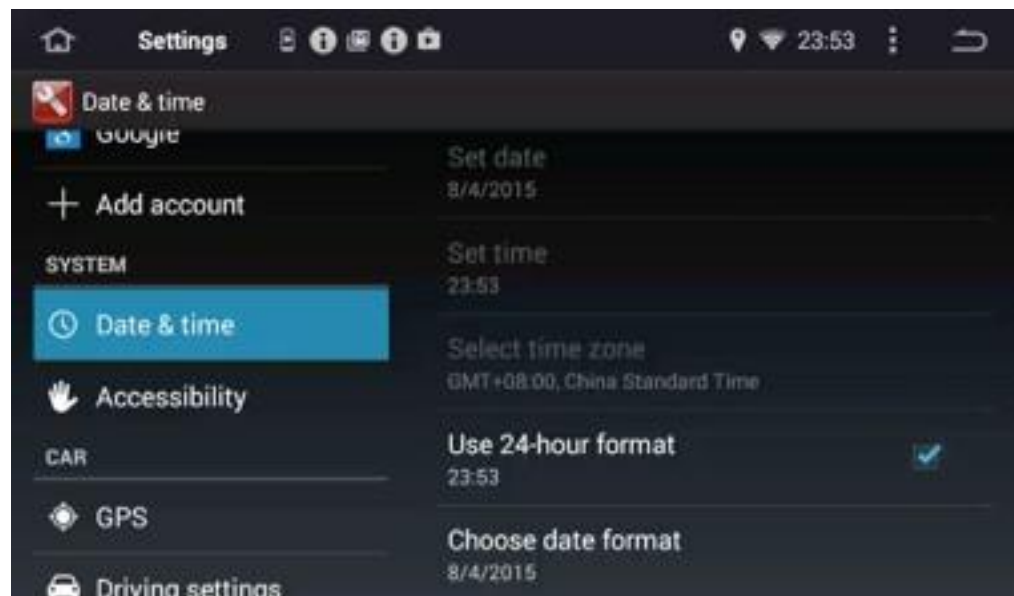 Settings
23:53
Date & time
Google
Add account
SYSTEM
Date & time
Accessibility
CAR
GPS
Driving settings
Set date
8/4/2015
Set time
23:53
Select time zone
GMT+08:00, China Standard Time
Use 24-hour format
23:53
Choose date format
8/4/2015